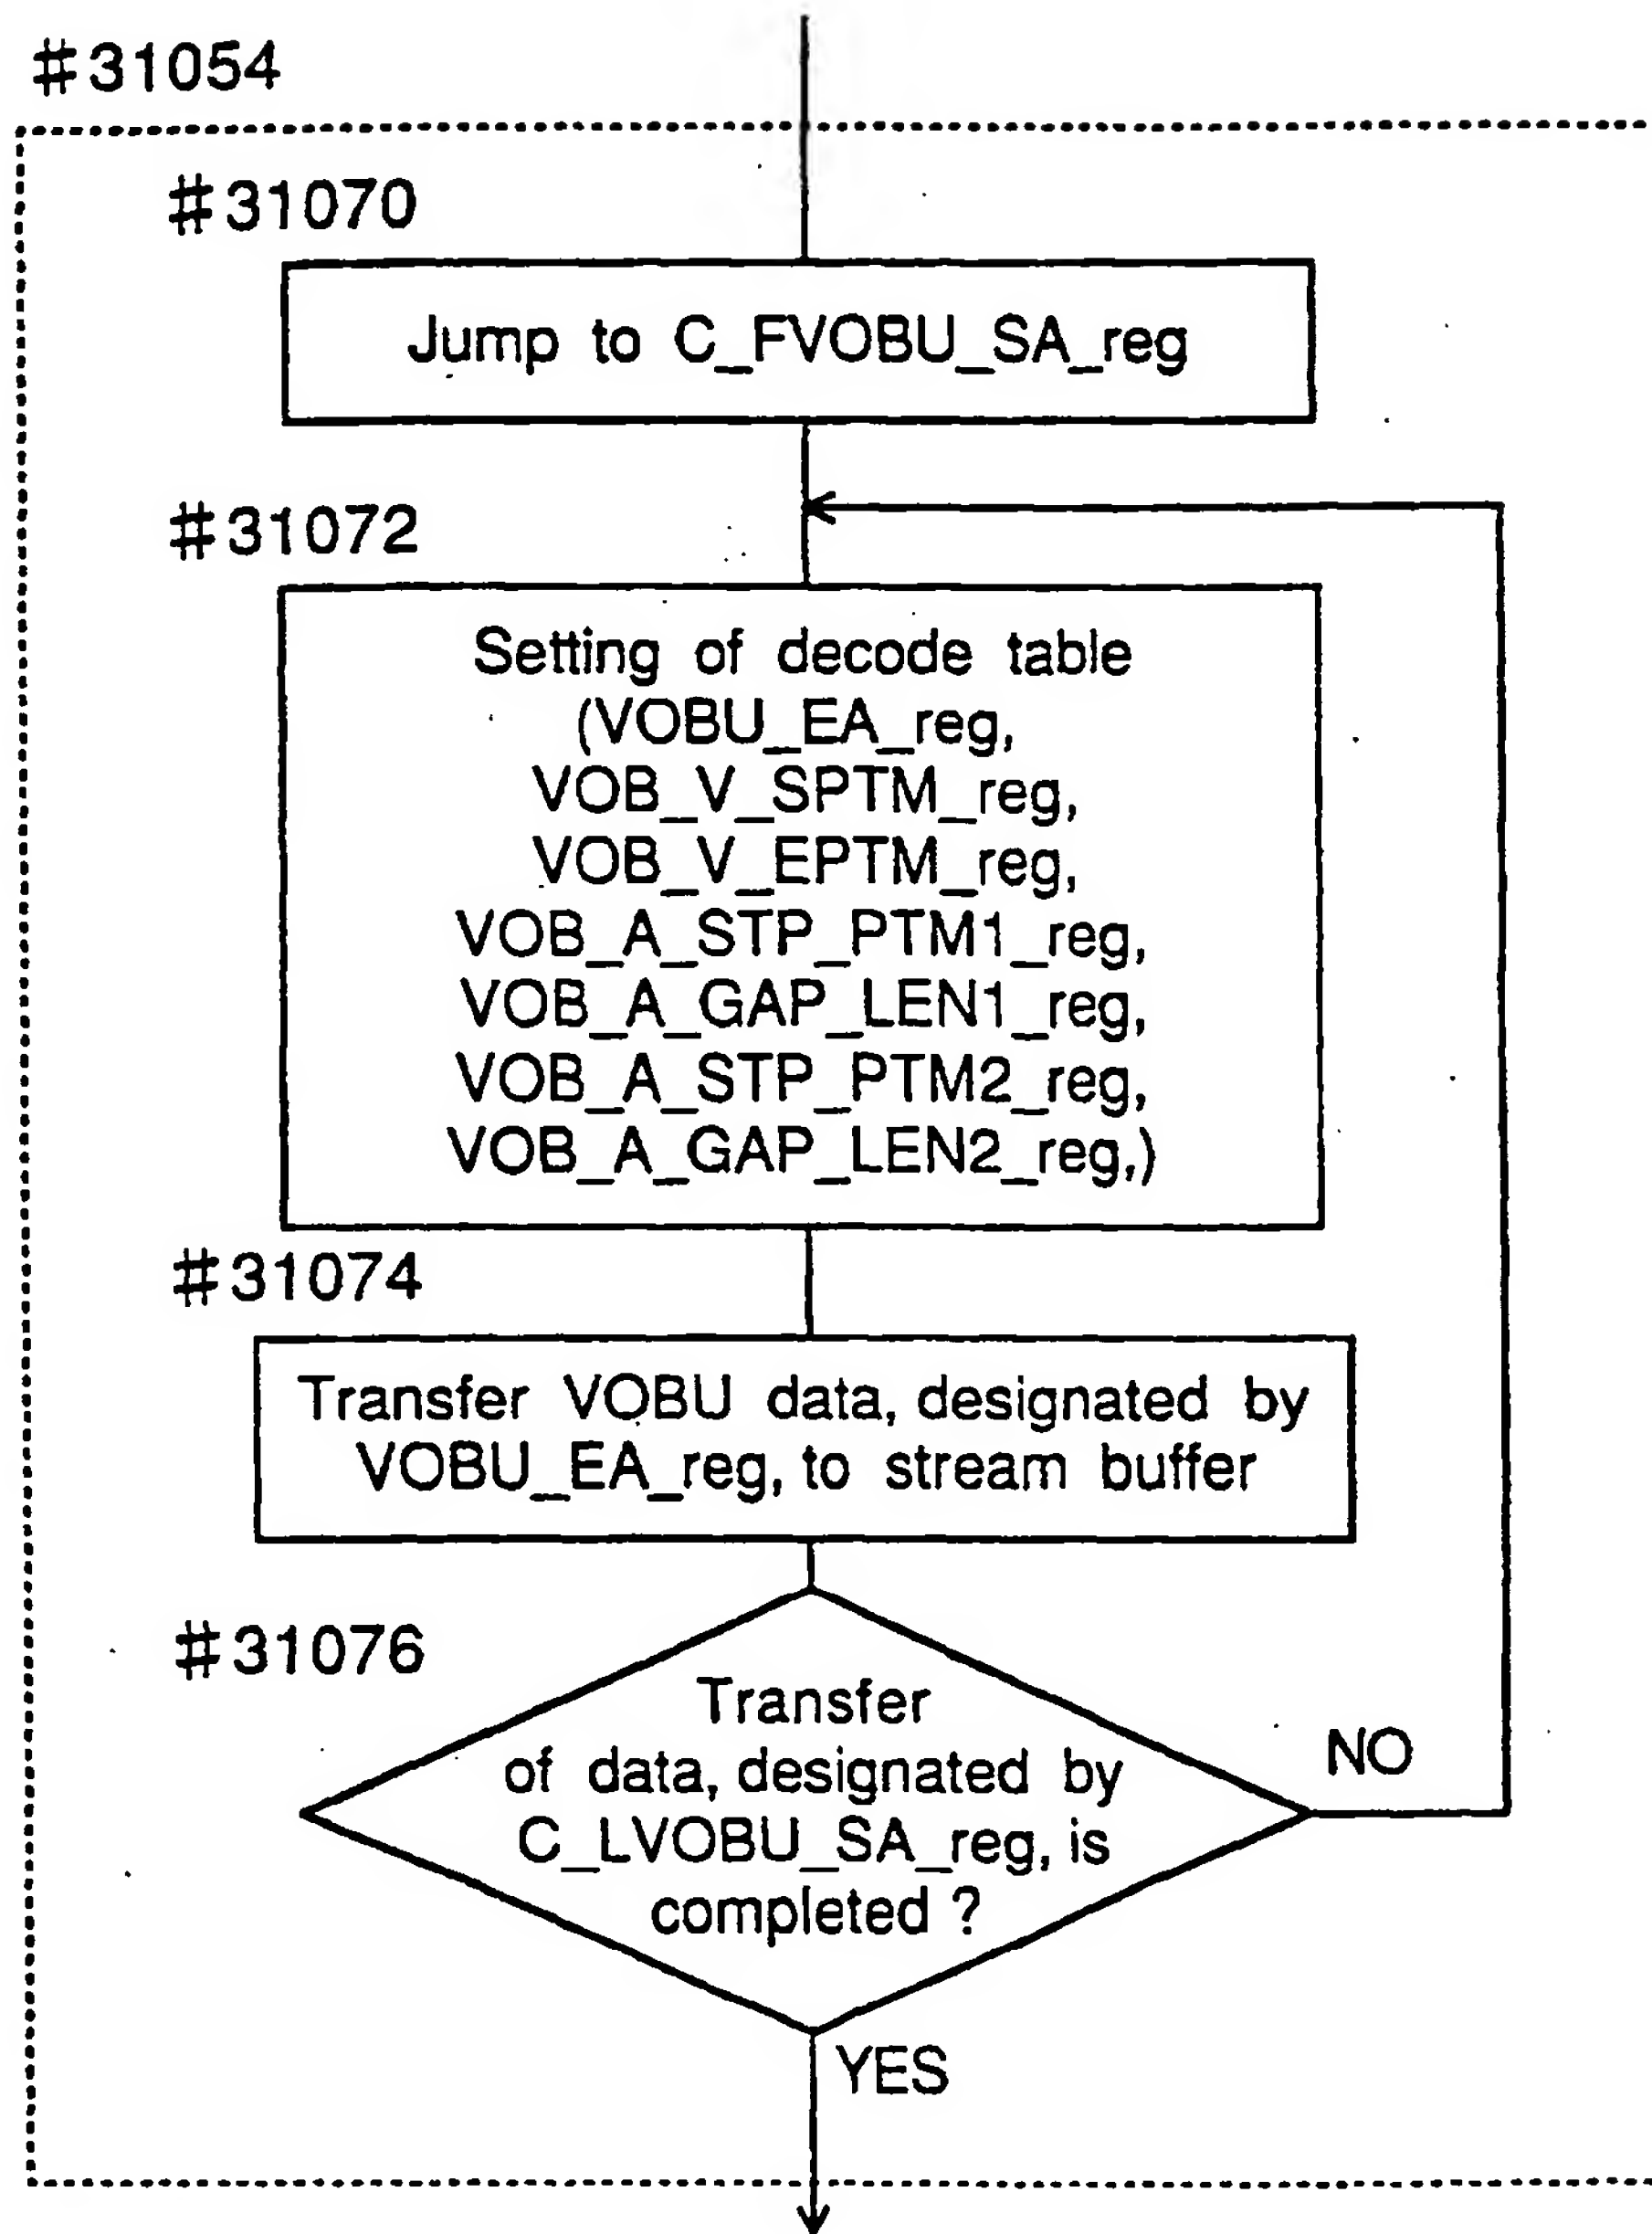 #31054
#31070
Jump to C_FVOBU_SA_reg
#31072
Setting of decode table
(VOBU_EA_reg,
VOB_V_SPTM_reg,
VOB_V_EPTM_reg,
VOB_A_STP_PTM1_reg,
VOB_A_GAP_LEN1_reg,
VOB_A_STP_PTM2_reg,
VOB_A_GAP_LEN2_reg,)
#31074
Transfer VOBU data, designated by
VOBU_EA_reg, to stream buffer
#31076
Transfer
of data, designated by
C_LVOBU_SA_reg, is
completed ?
NO
YES